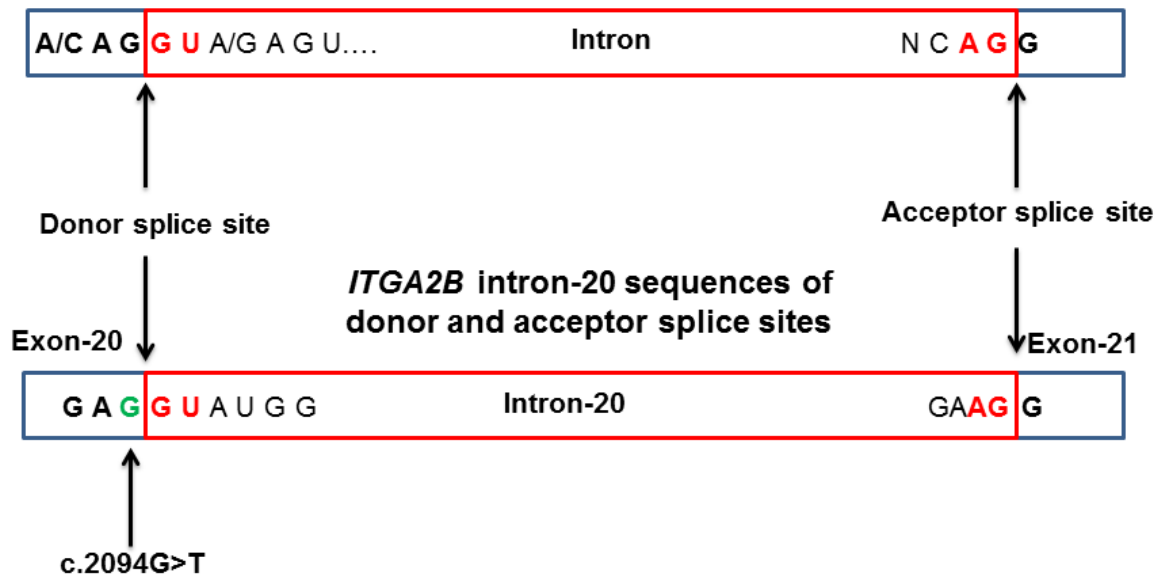 A/C A G G U A/G A G U.... Intron N C A G G
Donor splice site
Acceptor splice site
ITGA2B intron-20 sequences of
donor and acceptor splice sites
Exon-20
Exon-21
G A G G U A U G G Intron-20 GAAG G
c.2094G>T